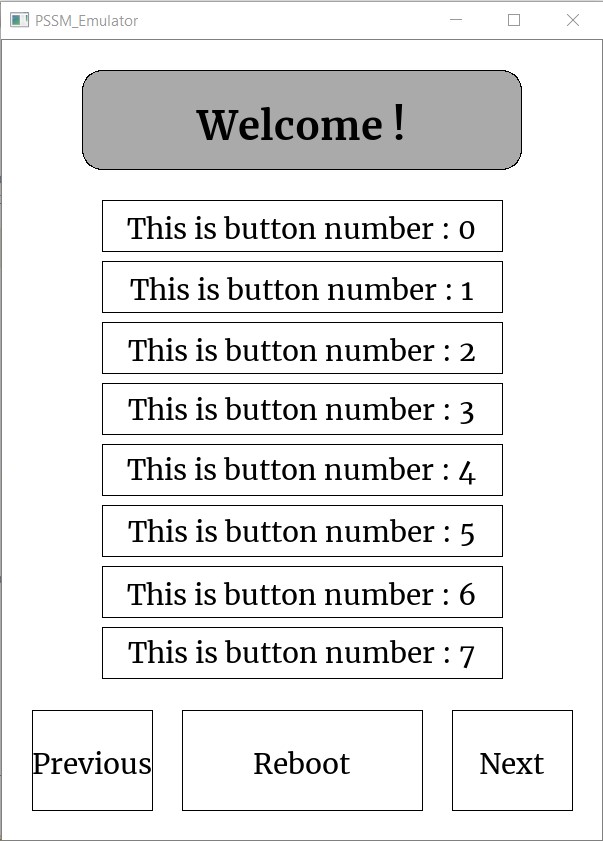 PSSM_Emulator
Welcome !
This is button number : 0
This is button number : 1
This is button number : 2
This is button number : 3
This is button number : 4
This is button number : 5
This is button number : 6
This is button number : 7
Previous Reboot Next